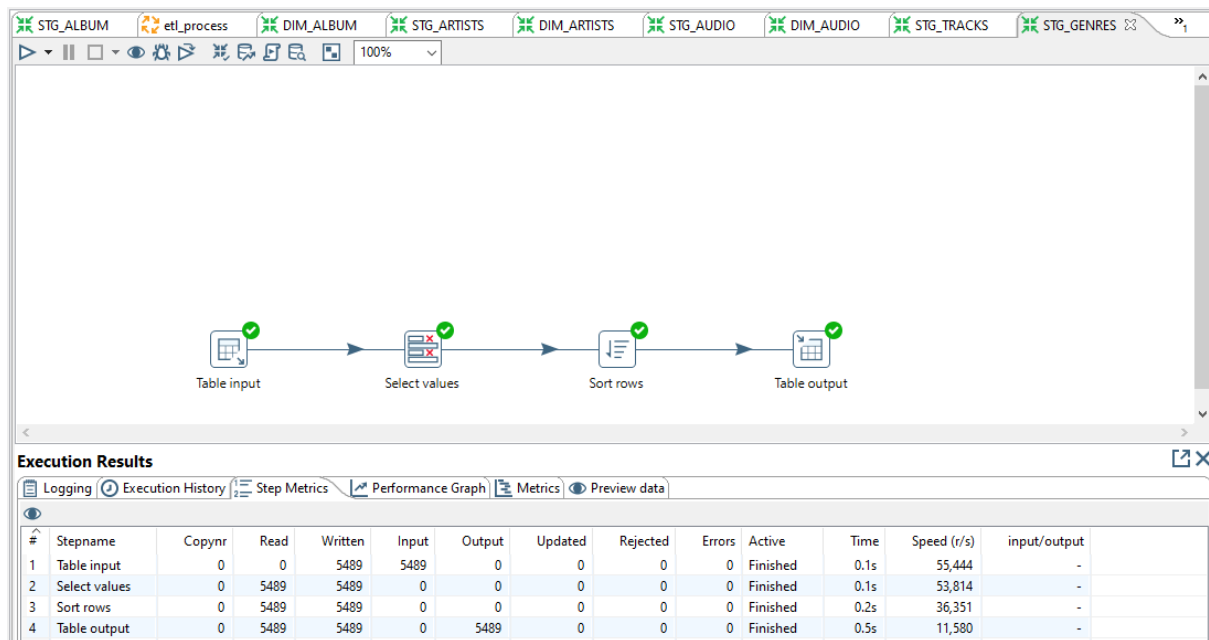 STG_ALBUM etl_process DIM_ALBUM STG_ARTISTS DIM_ARTISTS STG_AUDIO DIM_AUDIO STG_TRACKS STG_GENRES » 1
100%
Table input Select values Sort rows Table output
Execution Results
Logging Execution History Step Metrics Performance Graph Metrics Preview data
# Stepname Copynr Read Written Input Output Updated Rejected Errors Active Time Speed (r/s) input/output
1 Table input 0 0 5489 5489 0 0 0 0 Finished 0.1s 55,444 -
2 Select values 0 5489 5489 0 0 0 0 0 Finished 0.1s 53,814 -
3 Sort rows 0 5489 5489 0 0 0 0 0 Finished 0.2s 36,351 -
4 Table output 0 5489 5489 0 5489 0 0 0 Finished 0.5s 11,580 -